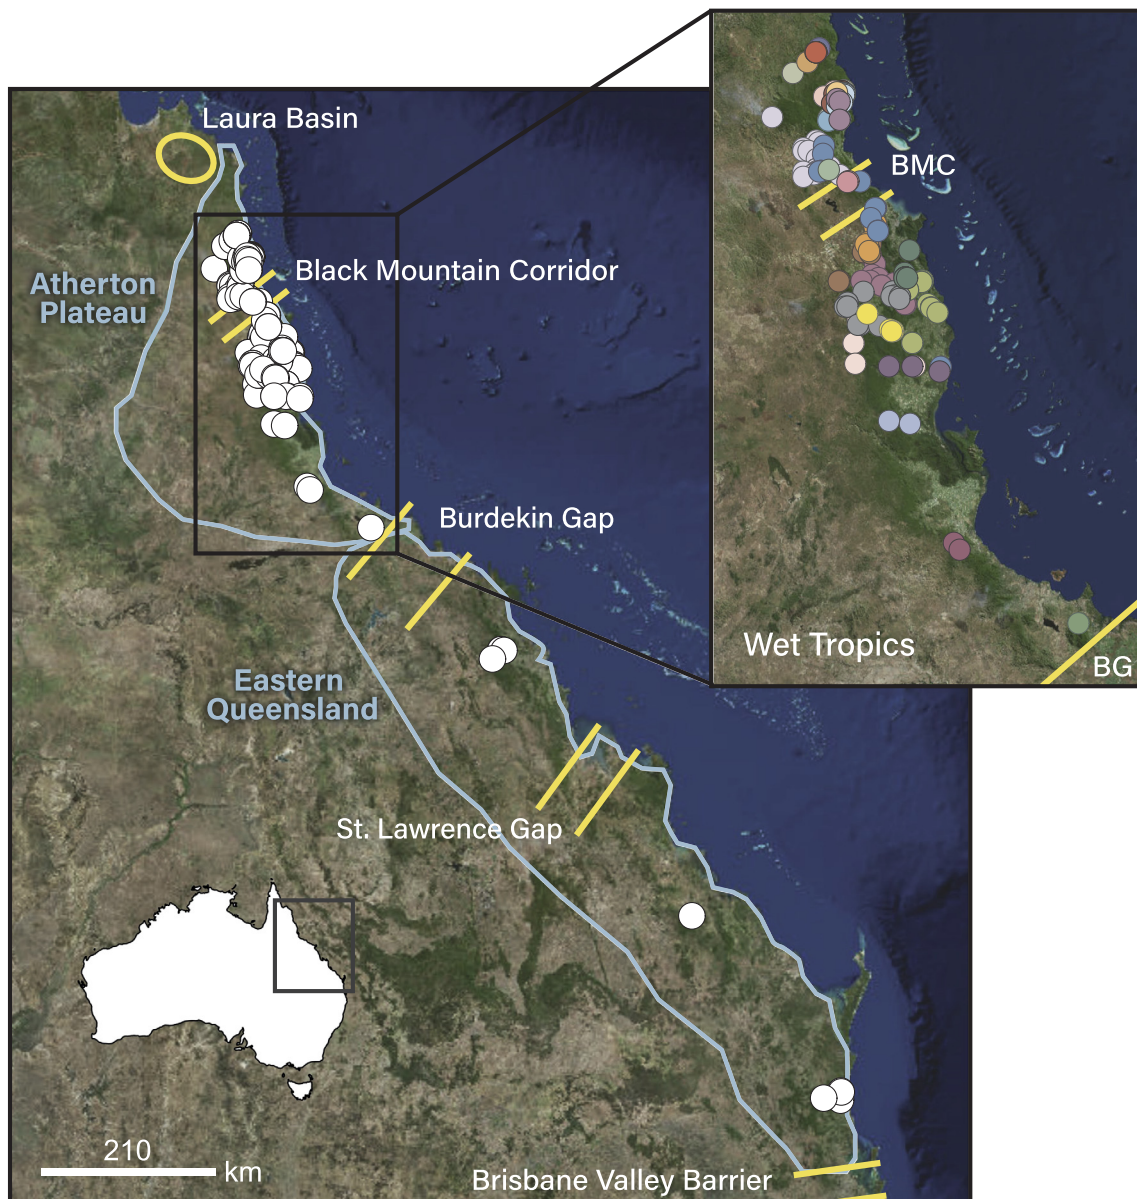 Laura Basin
BMC
Black Mountain Corridor
Atherton
Plateau
Burdekin Gap
Wet Tropics
BG
Eastern
Queensland
St. Lawrence Gap
210
km
Brisbane Valley Barrier